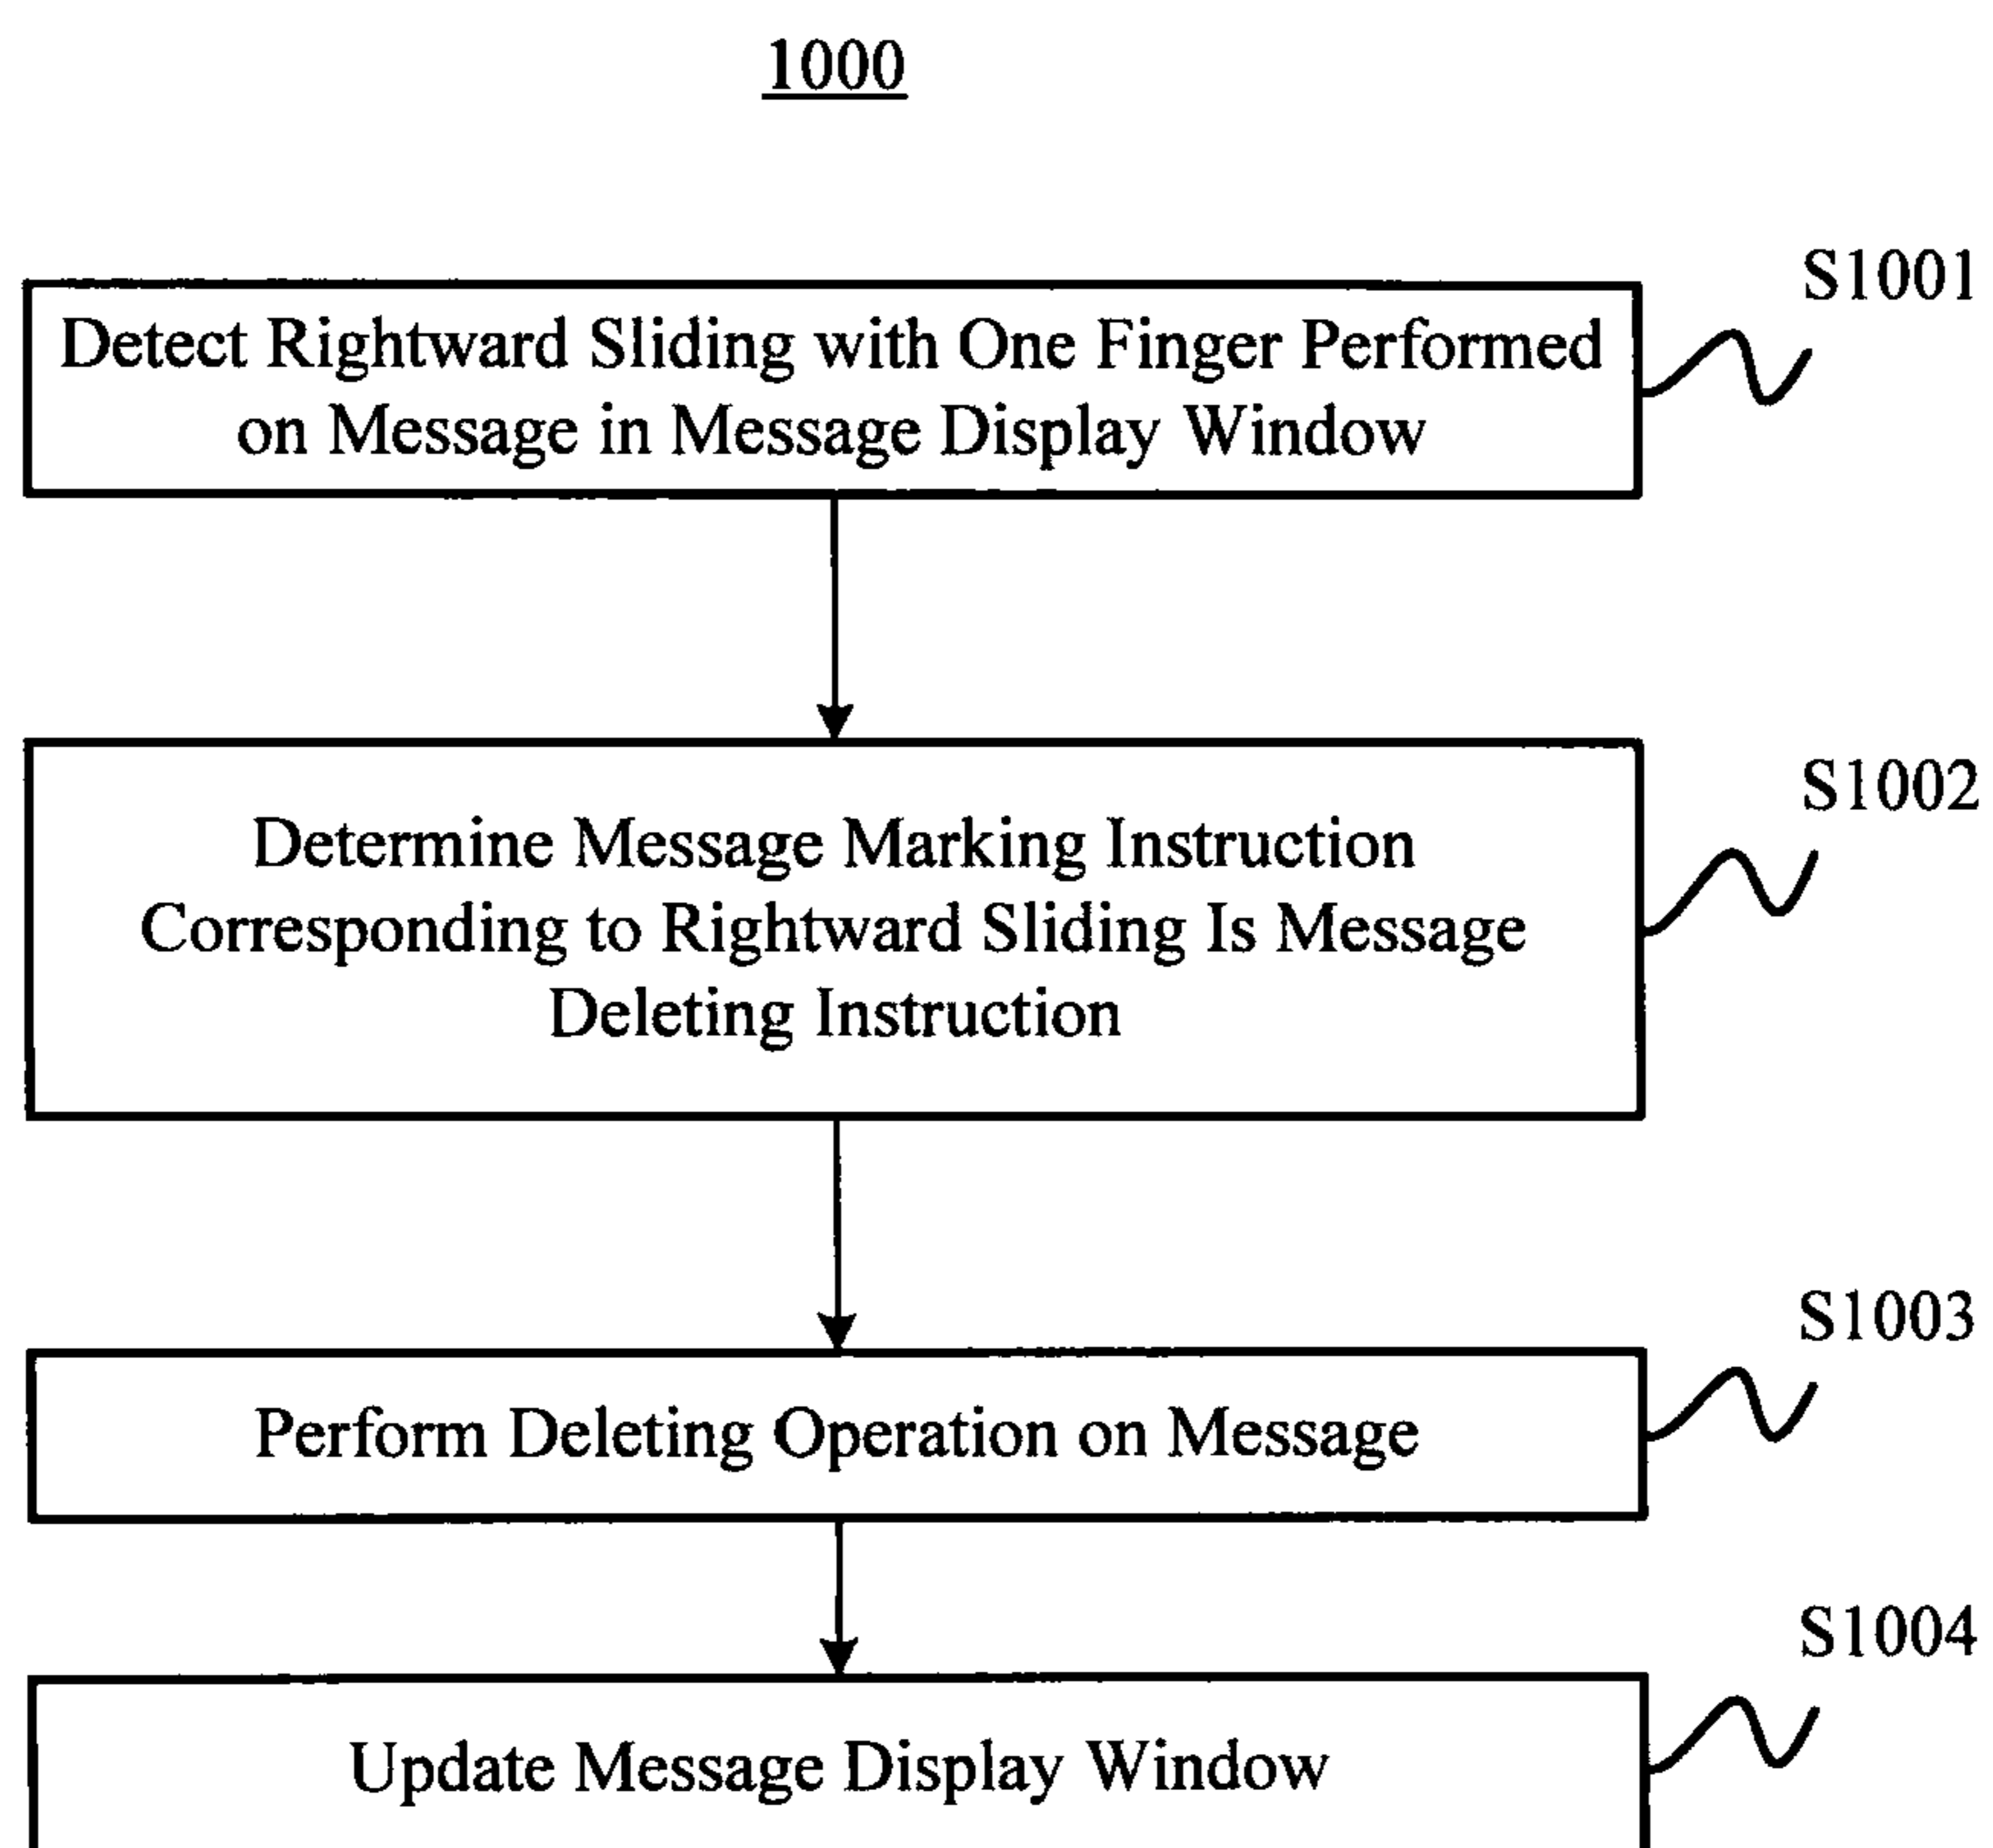 1000
S1001
Detect Rightward Sliding with One Finger Performed
on Message in Message Display Window
S1002
Determine Message Marking Instruction
Corresponding to Rightward Sliding Is Message
Deleting Instruction
S1003
Perform Deleting Operation on Message
S1004
Update Message Display Window